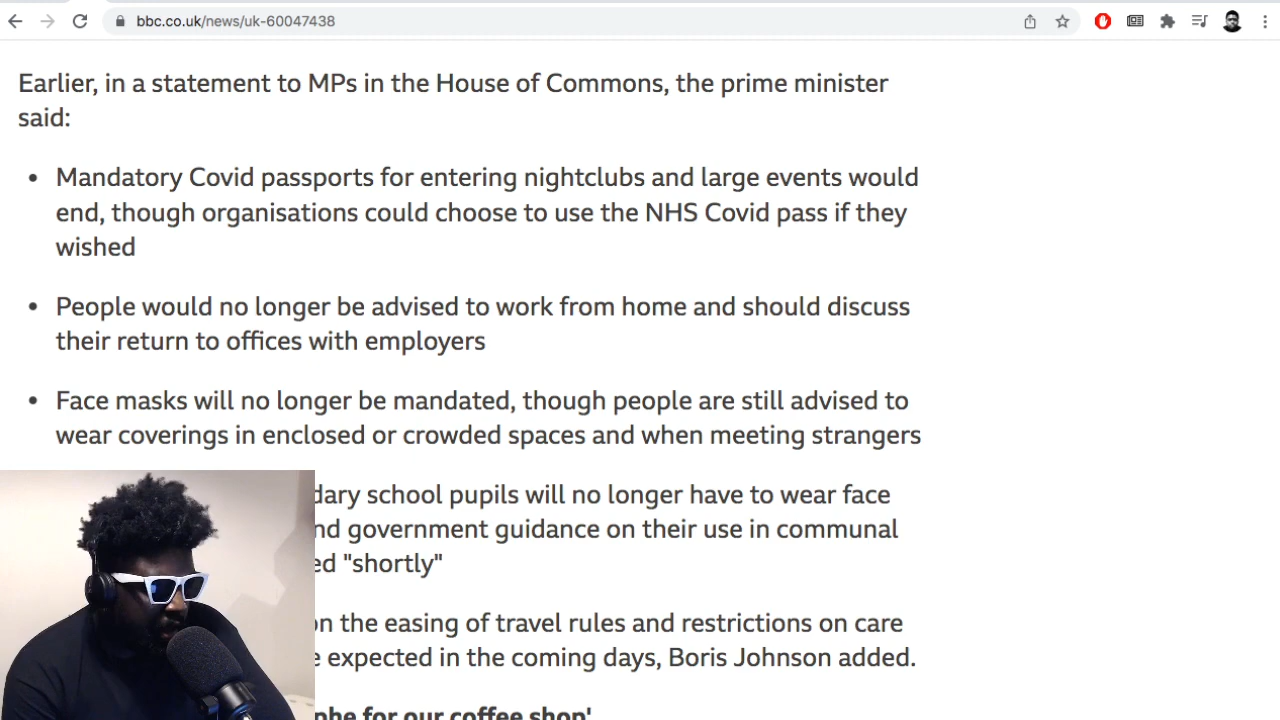 bbc.co.uk/news/uk-60047438
Earlier, in a statement to MPs in the House of Commons, the prime minister
said:
• Mandatory Covid passports for entering nightclubs and large events would
end, though organisations could choose to use the NHS Covid pass if they
wished
• People would no longer be advised to work from home and should discuss
their return to offices with employers
• Face masks will no longer be mandated, though people are still advised to
wear coverings in enclosed or crowded spaces and when meeting strangers
school pupils will no longer have to wear face
government guidance on their use in communal
"shortly"
the easing of travel rules and restrictions on care
expected in the coming days, Boris Johnson added.
for our coffee shop'